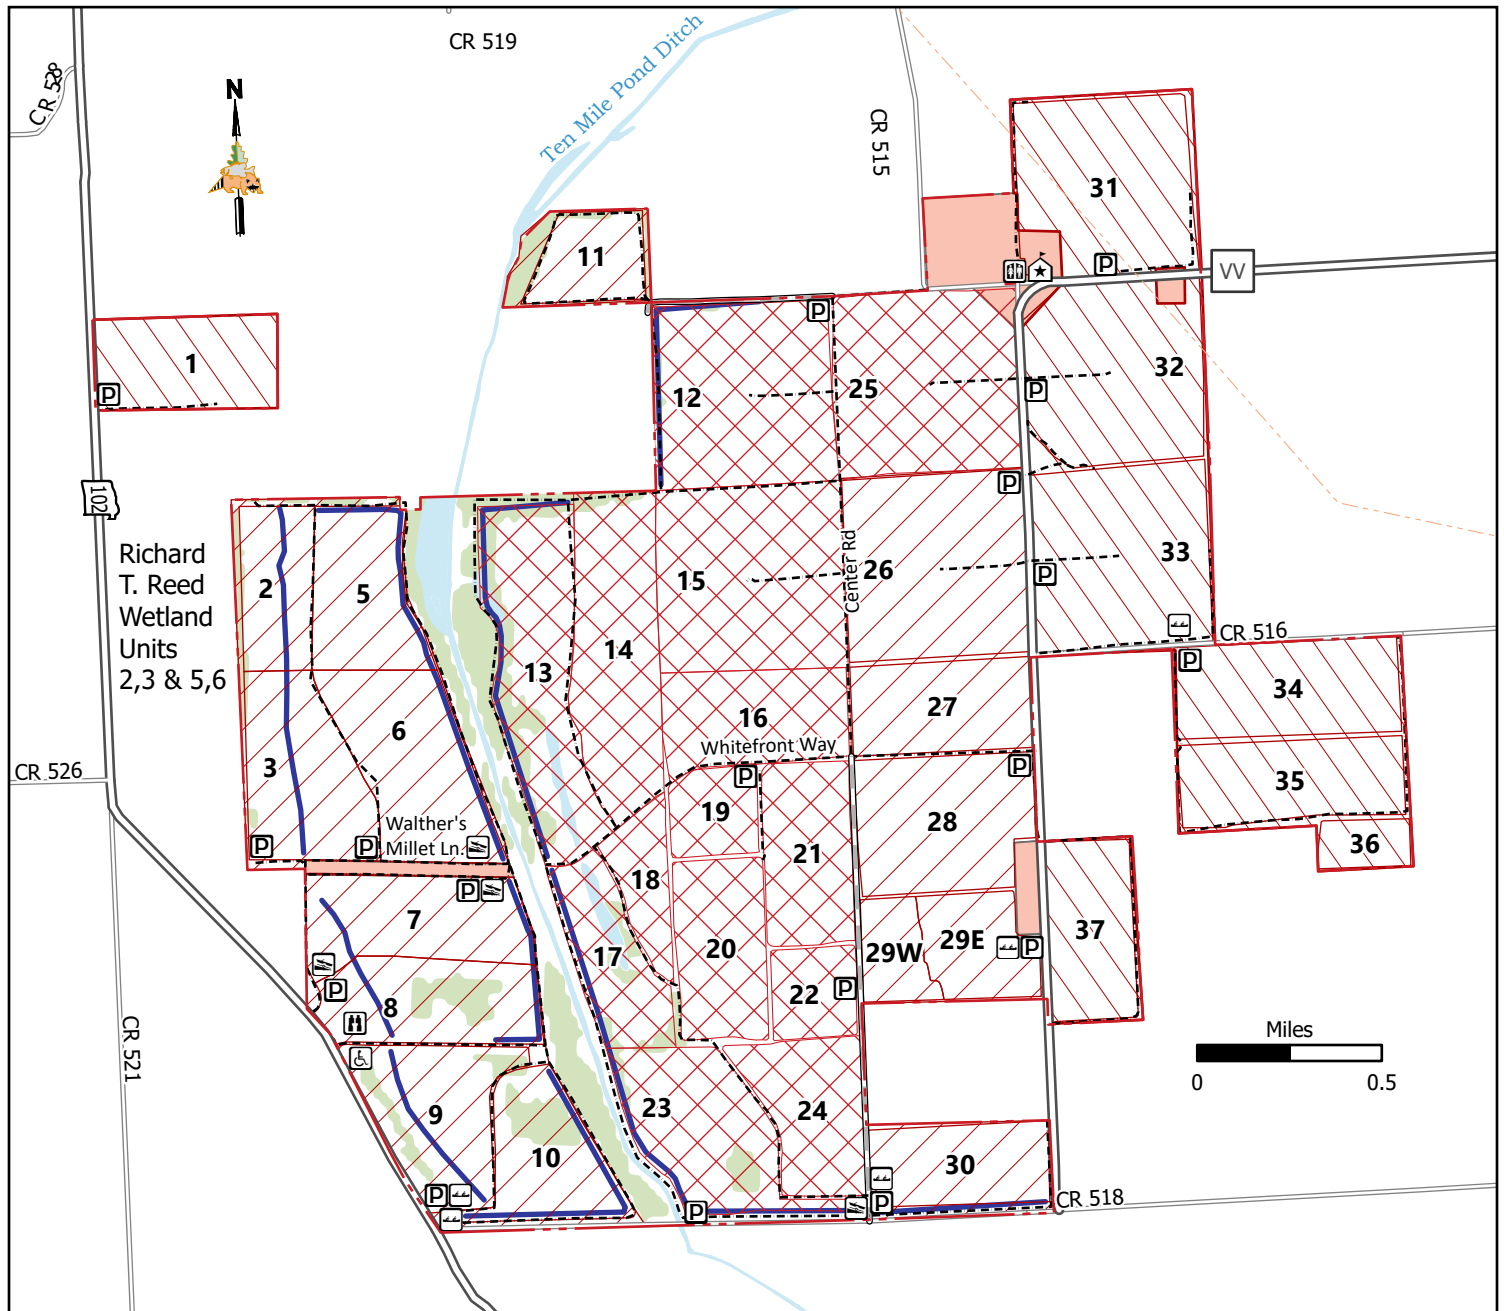 CR 519
Ten Mile Pond Ditch
CR 528
N
CR 515
31
11
VV
1
P
P
P
12
25
32
P
P
102
Richard
T. Reed
Wetland
Units
2,3 & 5,6
2
5
15
Center Rd
26
33
P
P
14
13
CR 516
P
34
27
16
6
3
Whitefront Way
CR 526
P
P
35
19
28
36
Walther's
Millet Ln.
P
P
21
18
P
7
20
29W
29E
P
37
17
22
P
P
8
Miles
0
0.5
CR 521
9
23
24
10
30
P
P
P
CR 518